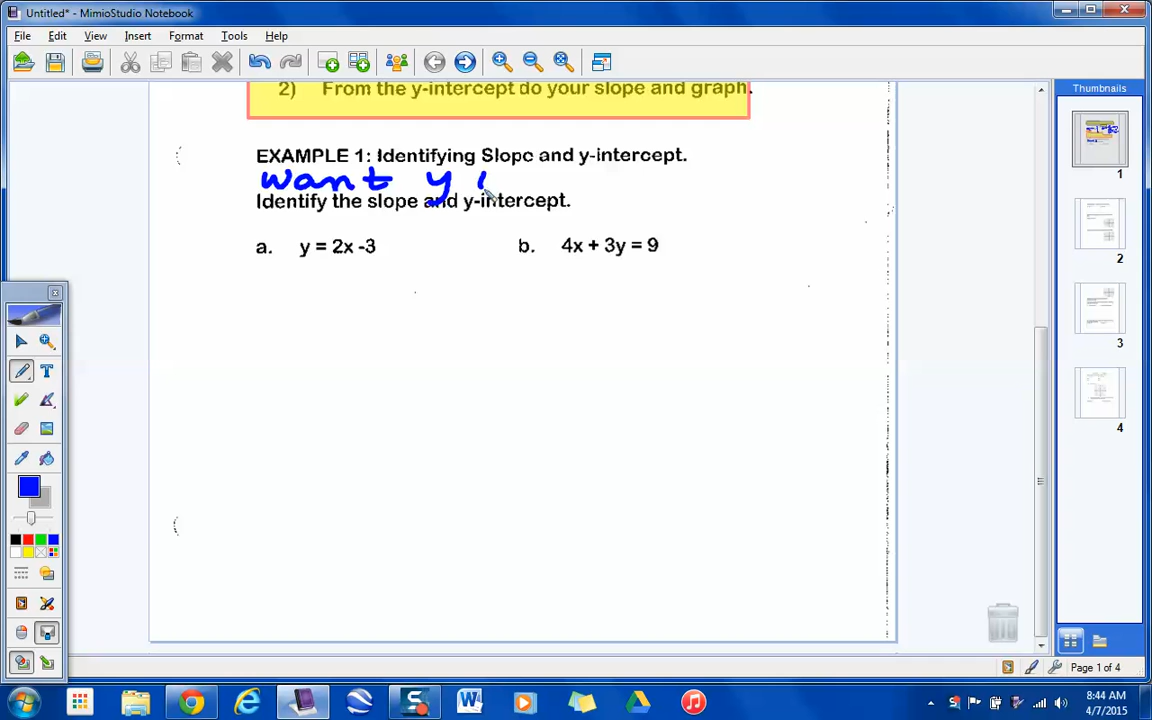 Untitled* - MimioStudio Notebook
File Edit View Insert Format Tools Help
2) From the y-intercept do your slope and graph.
EXAMPLE 1: Identifying Slope and y-intercept.
want y
Identify the slope and y-intercept.
a. y = 2x -3 b. 4x + 3y = 9
Thumbnails
1
2
3
4
Page 1 of 4
8:44 AM
4/7/2015